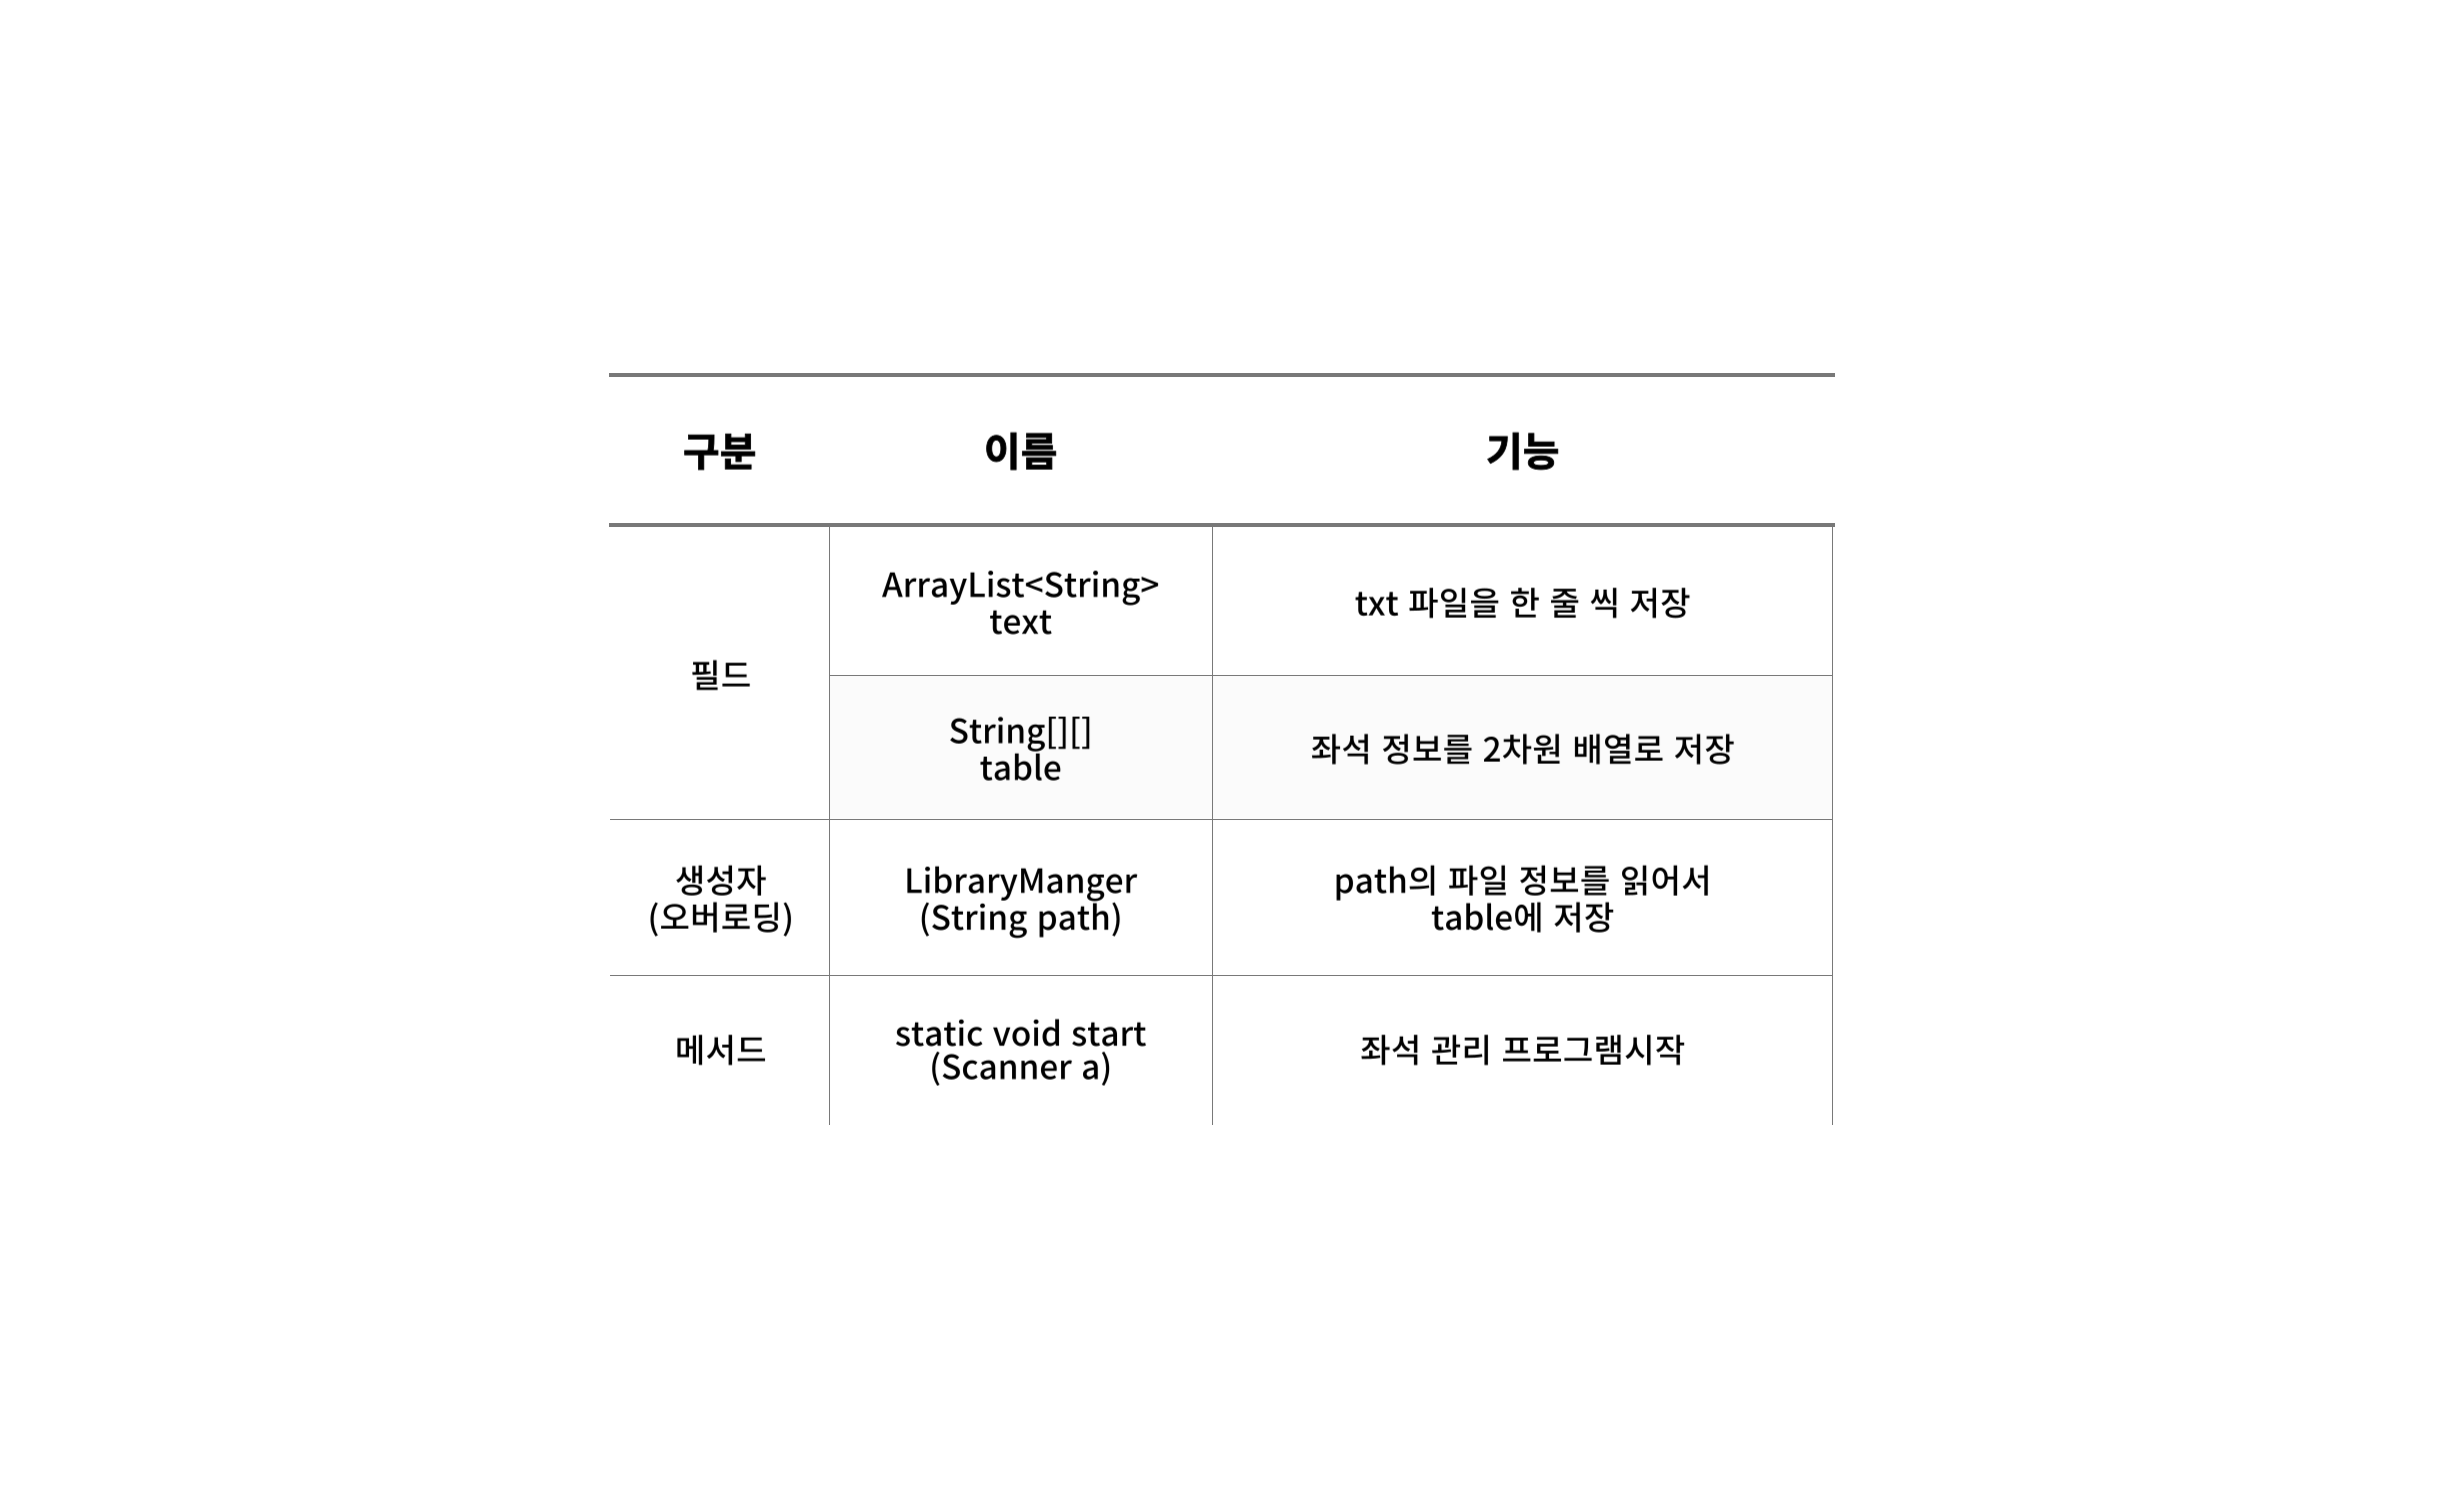 구분 이름 기능
필드
ArrayList<String>
text
txt 파일을 한 줄 씩 저장
String[][]
table
좌석 정보를 2차원 배열로 저장
생성자
(오버로딩)
LibraryManger
(String path)
path의 파일 정보를 읽어서
table에 저장
메서드
static void start
(Scanner a)
좌석 관리 프로그램시작